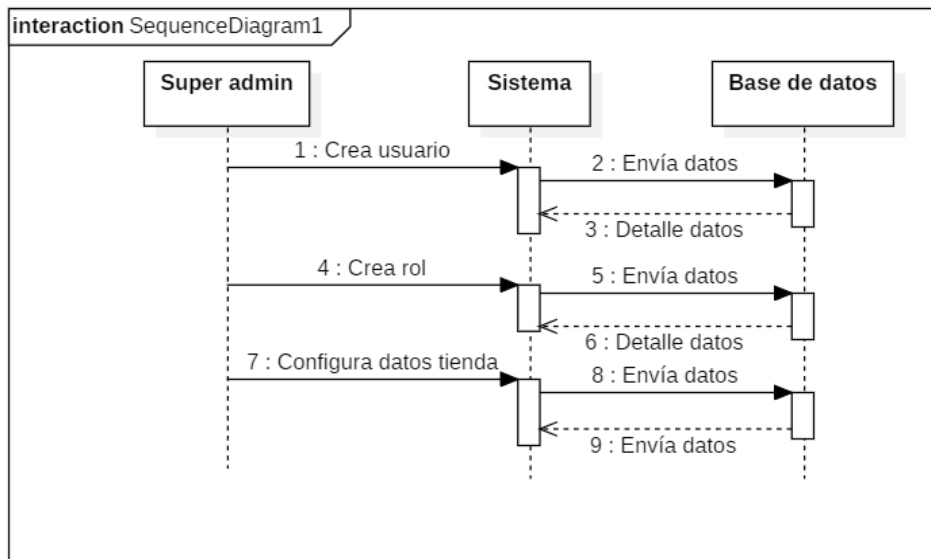 interaction SequenceDiagram1
Super admin
Sistema
Base de datos
1 : Crea usuario
2 : Envía datos
3 : Detalle datos
4 : Crea rol
5 : Envía datos
6 : Detalle datos
7 : Configura datos tienda
8 : Envía datos
9 : Envía datos